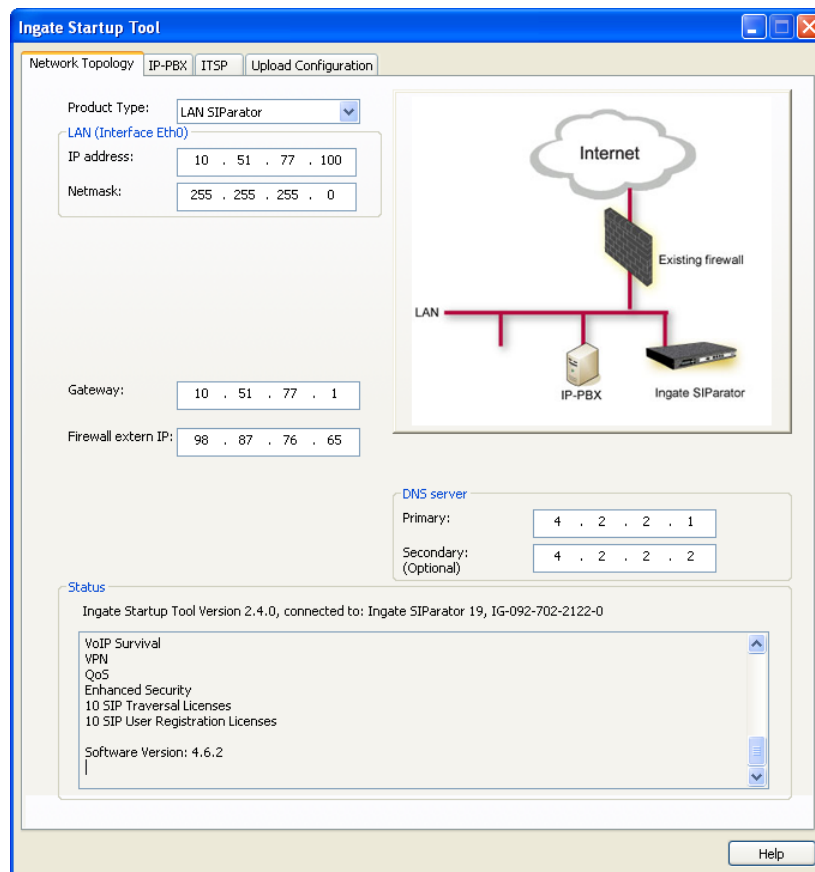 Ingate Startup Tool
Network Topology IP-PBX ITSP Upload Configuration
Product Type: LAN SIParator
LAN (Interface Eth0)
IP address: 10 . 51 . 77 . 100
Netmask: 255 . 255 . 255 . 0
Internet
Existing firewall
LAN
IP-PBX
Ingate SIParator
Gateway: 10 . 51 . 77 . 1
Firewall extern IP: 98 . 87 . 76 . 65
DNS server
Primary: 4 . 2 . 2 . 1
Secondary: 4 . 2 . 2 . 2
(Optional)
Status
Ingate Startup Tool Version 2.4.0, connected to: Ingate SIParator 19, IG-092-702-2122-0
VoIP Survival
VPN
QoS
Enhanced Security
10 SIP Traversal Licenses
10 SIP User Registration Licenses
Software Version: 4.6.2
Help